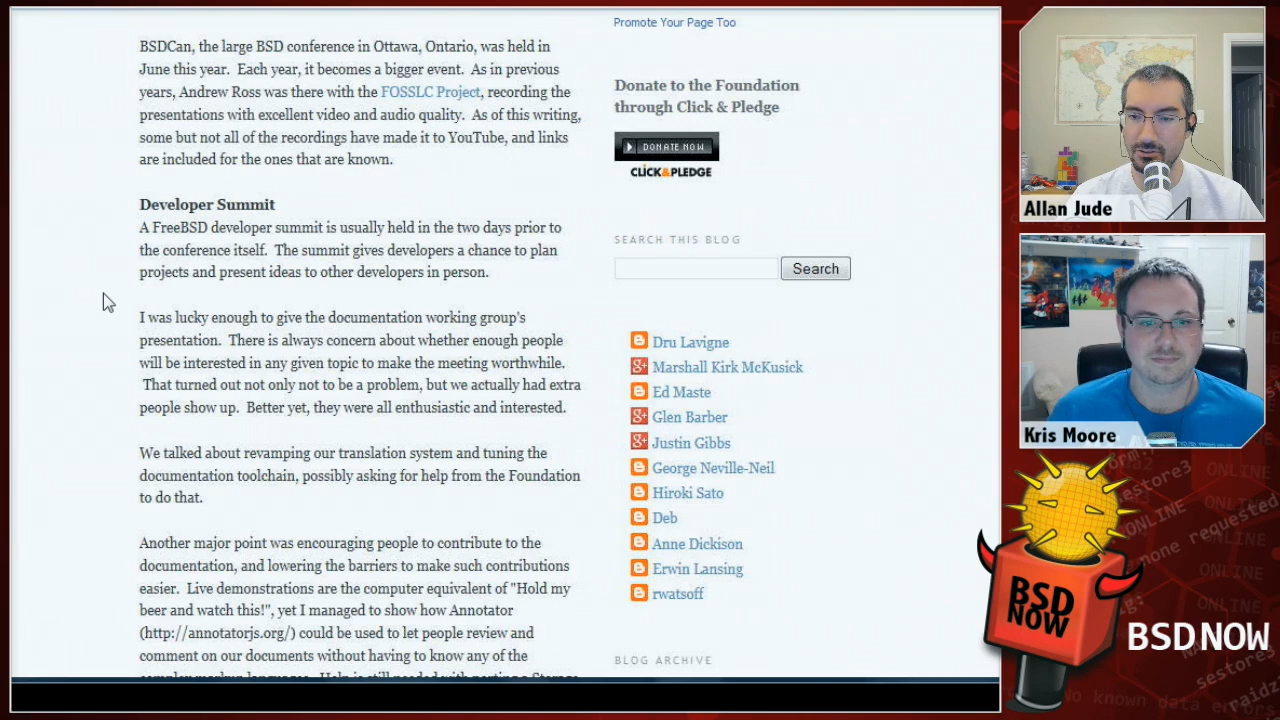 BSDCan, the large BSD conference in Ottawa, Ontario, was held in
June this year.  Each year, it becomes a bigger event.  As in previous
years, Andrew Ross was there with the FOSSLC Project, recording the
presentations with excellent video and audio quality.  As of this writing,
some but not all of the recordings have made it to YouTube, and links
are included for the ones that are known.
Developer Summit
A FreeBSD developer summit is usually held in the two days prior to
the conference itself.  The summit gives developers a chance to plan
projects and present ideas to other developers in person.
I was lucky enough to give the documentation working group's
presentation.  There is always concern about whether enough people
will be interested in any given topic to make the meeting worthwhile.
That turned out not only not to be a problem, but we actually had extra
people show up.  Better yet, they were all enthusiastic and interested.
We talked about revamping our translation system and tuning the
documentation toolchain, possibly asking for help from the Foundation
to do that.
Another major point was encouraging people to contribute to the
documentation, and lowering the barriers to make such contributions
easier.  Live demonstrations are the computer equivalent of "Hold my
beer and watch this!", yet I managed to show how Annotator
(http://annotatorjs.org/) could be used to let people review and
comment on our documents without having to know any of the
Promote Your Page Too
Donate to the Foundation
through Click & Pledge
DONATE NOW
CLICK&PLEDGE
SEARCH THIS BLOG
Search
Dru Lavigne
Marshall Kirk McKusick
Ed Maste
Glen Barber
Justin Gibbs
George Neville-Neil
Hiroki Sato
Deb
Anne Dickison
Erwin Lansing
rwatsoff
BLOG ARCHIVE
Allan Jude
Kris Moore
BSD
NOW
BSD NOW